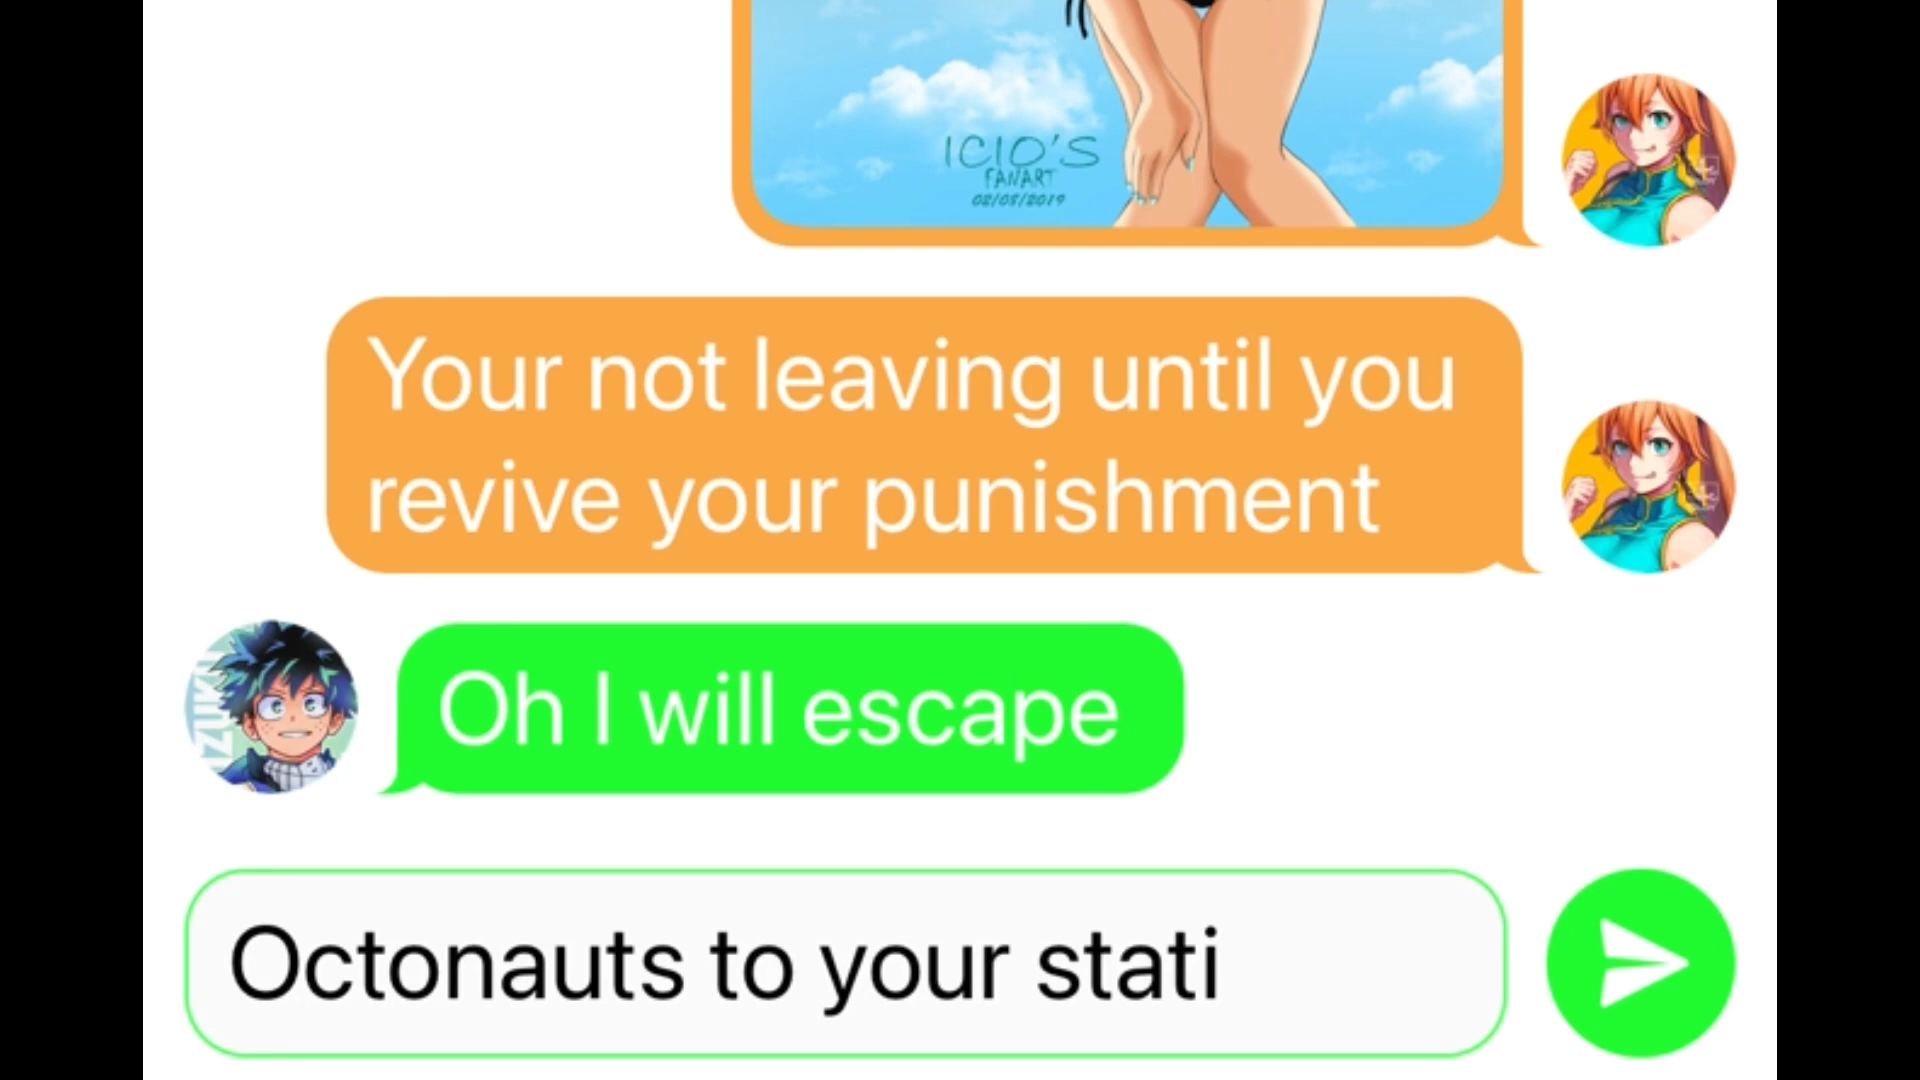 ICIO'S
FANART
02/08/2019
Your not leaving until you
revive your punishment
Oh I will escape
Octonauts to your stati